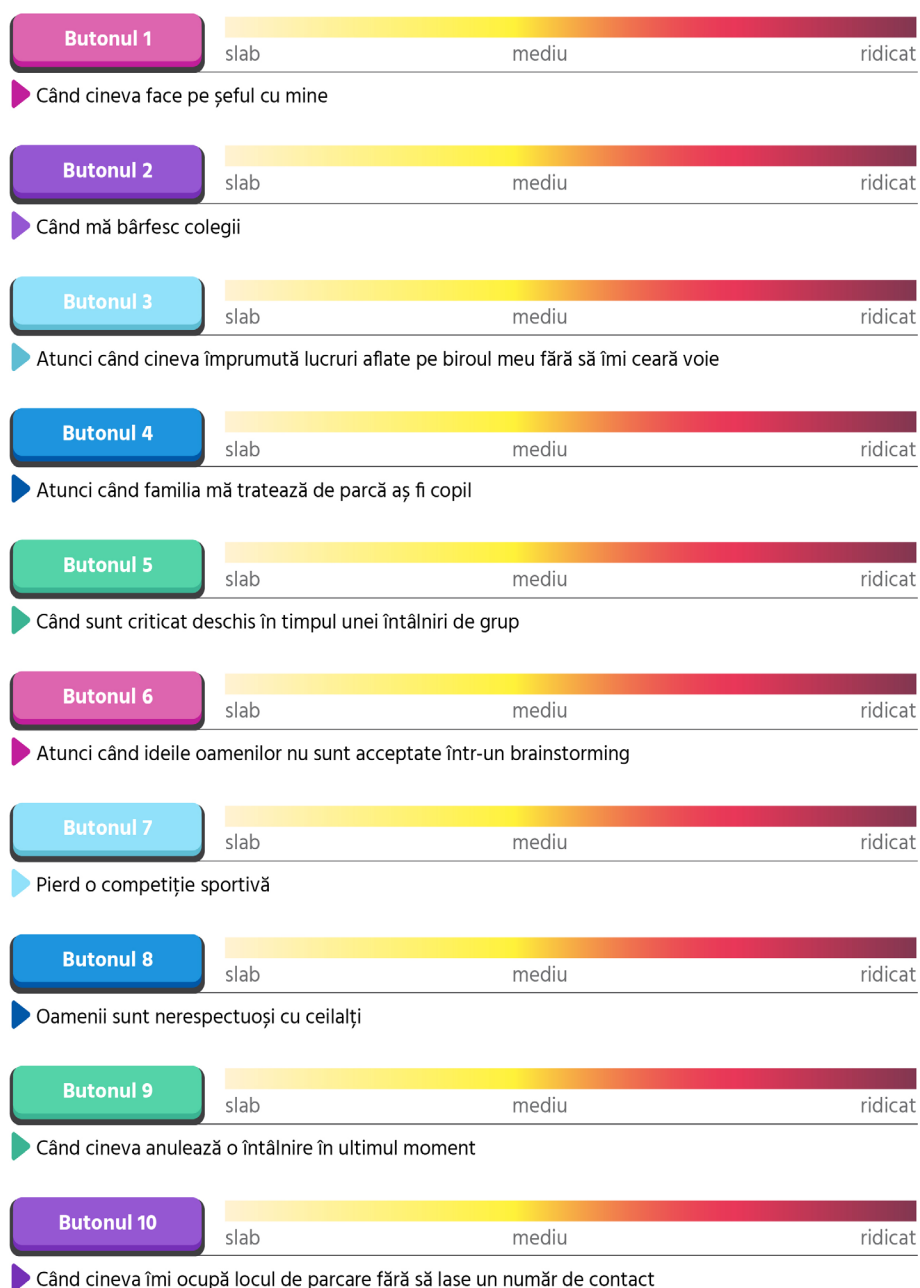 Butonul 1
slab mediu ridicat
Când cineva face pe șeful cu mine
Butonul 2
slab mediu ridicat
Când mă bârfesc colegii
Butonul 3
slab mediu ridicat
Atunci când cineva împrumută lucruri aflate pe biroul meu fără să îmi ceară voie
Butonul 4
slab mediu ridicat
Atunci când familia mă tratează de parcă aș fi copil
Butonul 5
slab mediu ridicat
Când sunt criticat deschis în timpul unei întâlniri de grup
Butonul 6
slab mediu ridicat
Atunci când ideile oamenilor nu sunt acceptate într-un brainstorming
Butonul 7
slab mediu ridicat
Pierd o competiție sportivă
Butonul 8
slab mediu ridicat
Oamenii sunt nerespectuoși cu ceilalți
Butonul 9
slab mediu ridicat
Când cineva anulează o întâlnire în ultimul moment
Butonul 10
slab mediu ridicat
Când cineva îmi ocupă locul de parcare fără să lase un număr de contact